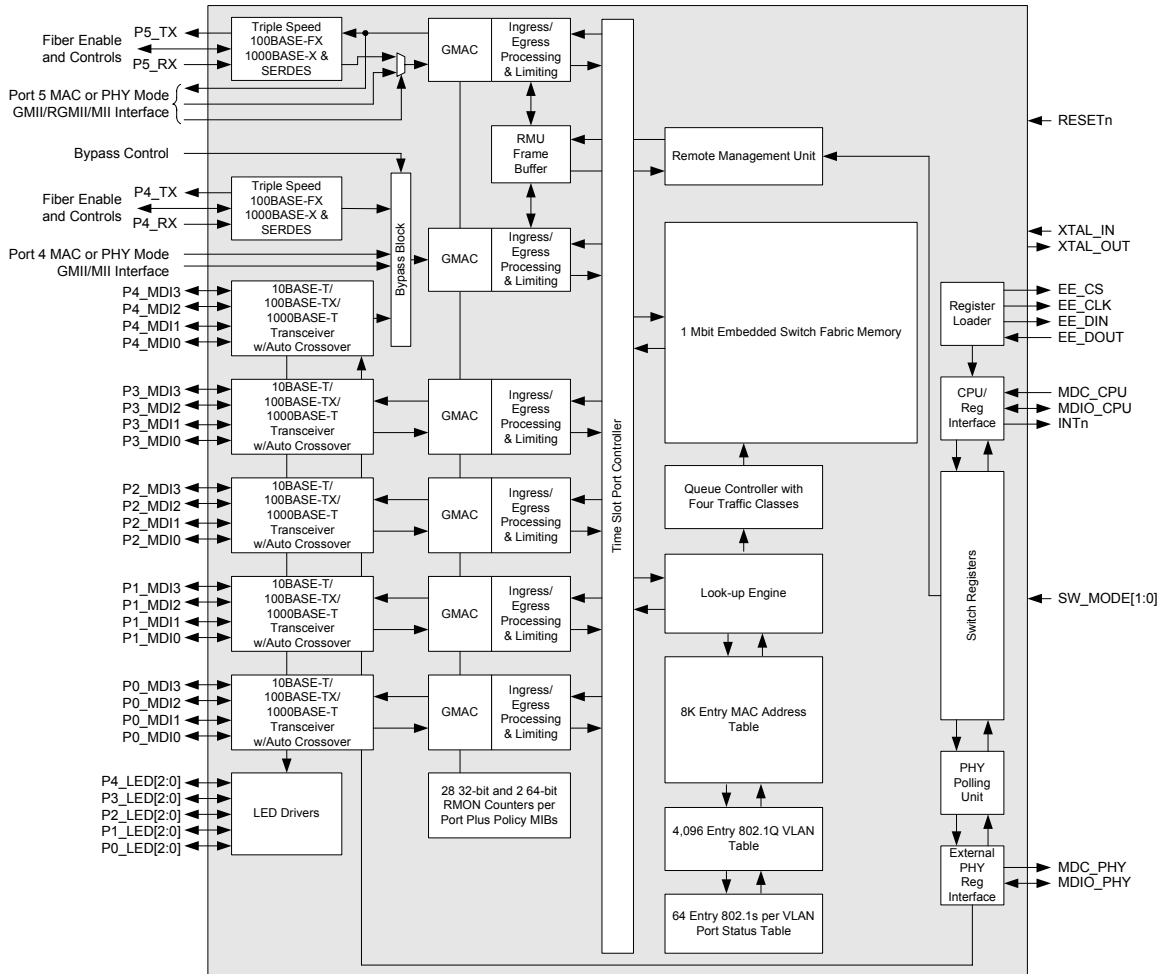 P5_TX
Fiber Enable
and Controls
P5_RX
Port 5 MAC or PHY Mode
GMII/RGMII/MII Interface
Bypass Control
P4_TX
Fiber Enable
and Controls
P4_RX
Port 4 MAC or PHY Mode
GMII/MII Interface
P4_MDI3
P4_MDI2
P4_MDI1
P4_MDI0
P3_MDI3
P3_MDI2
P3_MDI1
P3_MDI0
P2_MDI3
P2_MDI2
P2_MDI1
P2_MDI0
P1_MDI3
P1_MDI2
P1_MDI1
P1_MDI0
P0_MDI3
P0_MDI2
P0_MDI1
P0_MDI0
P4_LED[2:0]
P3_LED[2:0]
P2_LED[2:0]
P1_LED[2:0]
P0_LED[2:0]
Triple Speed
100BASE-FX
1000BASE-X &
SERDES
Triple Speed
100BASE-FX
1000BASE-X &
SERDES
10BASE-T/
100BASE-TX/
1000BASE-T
Transceiver
w/Auto Crossover
10BASE-T/
100BASE-TX/
1000BASE-T
Transceiver
w/Auto Crossover
10BASE-T/
100BASE-TX/
1000BASE-T
Transceiver
w/Auto Crossover
10BASE-T/
100BASE-TX/
1000BASE-T
Transceiver
w/Auto Crossover
10BASE-T/
100BASE-TX/
1000BASE-T
Transceiver
w/Auto Crossover
LED Drivers
Bypass Block
GMAC
Ingress/
Egress
Processing
& Limiting
RMU
Frame
Buffer
GMAC
Ingress/
Egress
Processing
& Limiting
GMAC
Ingress/
Egress
Processing
& Limiting
GMAC
Ingress/
Egress
Processing
& Limiting
GMAC
Ingress/
Egress
Processing
& Limiting
GMAC
Ingress/
Egress
Processing
& Limiting
28 32-bit and 2 64-bit
RMON Counters per
Port Plus Policy MIBs
Time Slot Port Controller
Remote Management Unit
1 Mbit Embedded Switch Fabric Memory
Queue Controller with
Four Traffic Classes
Look-up Engine
8K Entry MAC Address
Table
4,096 Entry 802.1Q VLAN
Table
64 Entry 802.1s per VLAN
Port Status Table
Register
Loader
CPU/
Reg
Interface
Switch Registers
PHY
Polling
Unit
External
PHY
Reg
Interface
RESETn
XTAL_IN
XTAL_OUT
EE_CS
EE_CLK
EE_DIN
EE_DOUT
MDC_CPU
MDIO_CPU
INTn
SW_MODE[1:0]
MDC_PHY
MDIO_PHY